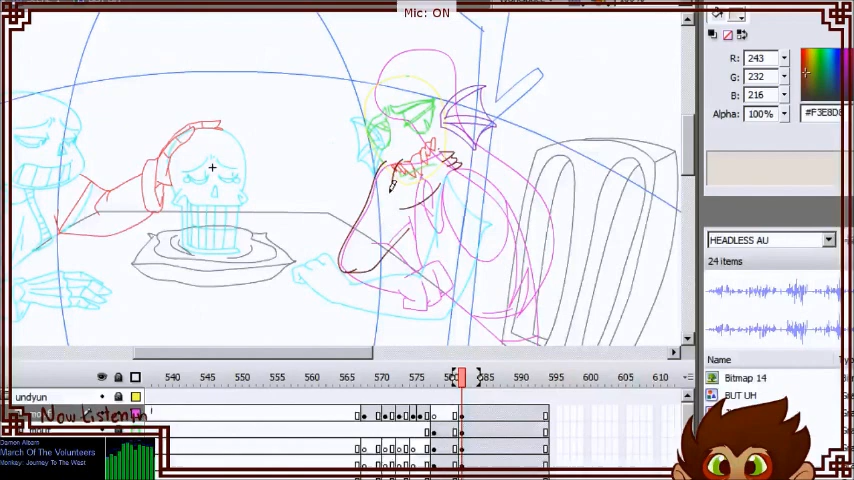 Mic: ON
R: 243
G: 232
B: 216
Alpha: 100% #F3E8D8
HEADLESS AU
24 items
540 545 550 555 560 565 570 575 585 590 595 600 605 610
Name
undyun
Bitmap 14
BUT UH
Now Listenin'
Damon Albarn
March Of The Volunteers
Monkey: Journey To The West